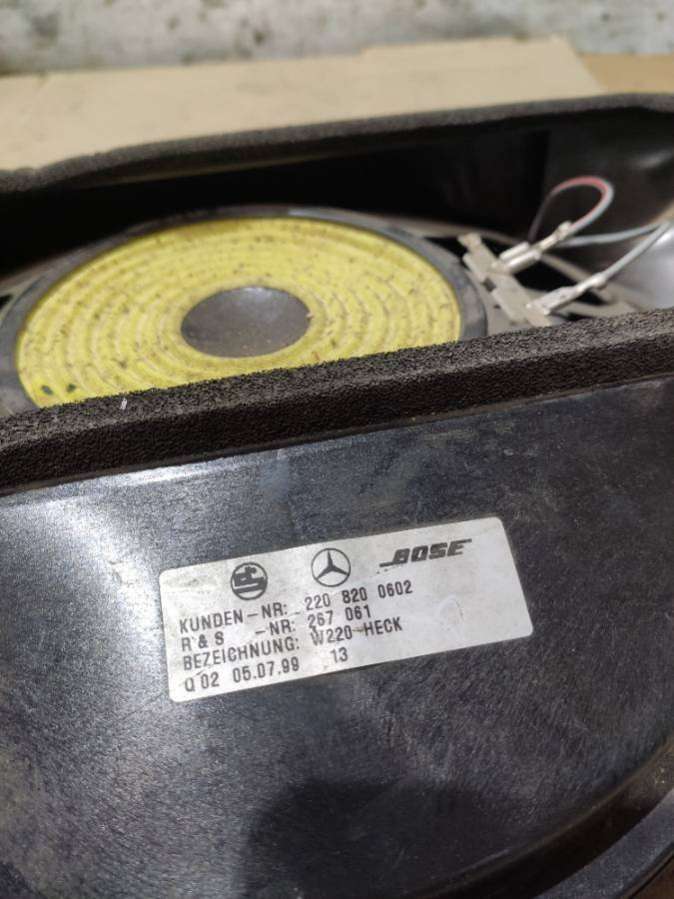 BOSE
KUNDEN-NR: 220 820 0602
R & S -NR: 267 061
BEZEICHNUNG: W220-HECK
Q 02 05.07.99 13